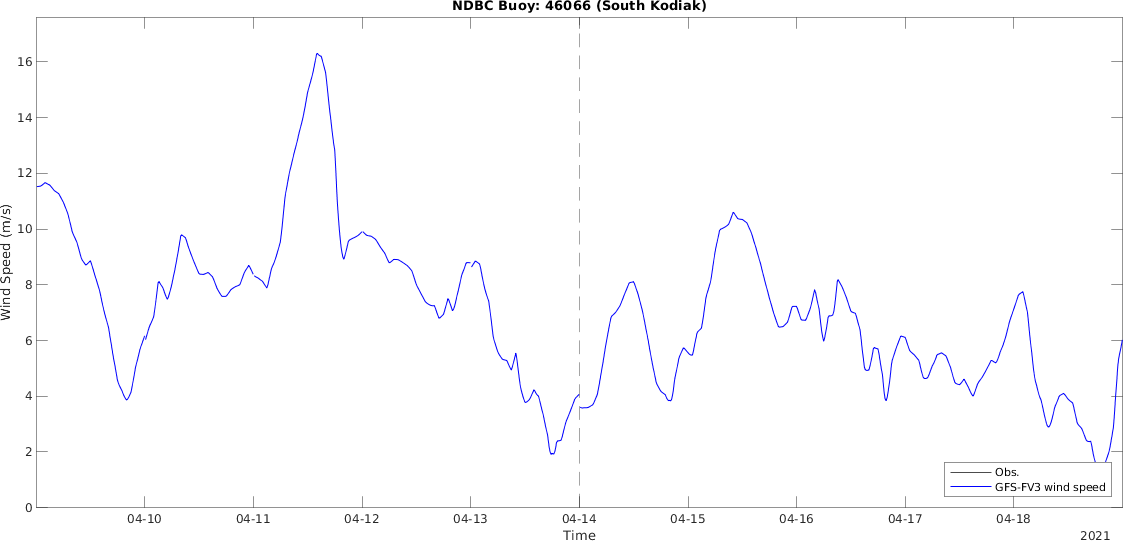 NDBC Buoy: 46066 (South Kodiak)
Wind Speed (m/s)
16
14
12
10
8
6
4
2
0
Obs.
GFS-FV3 wind speed
04-10 04-11 04-12 04-13 04-14 04-15 04-16 04-17 04-18
Time
2021